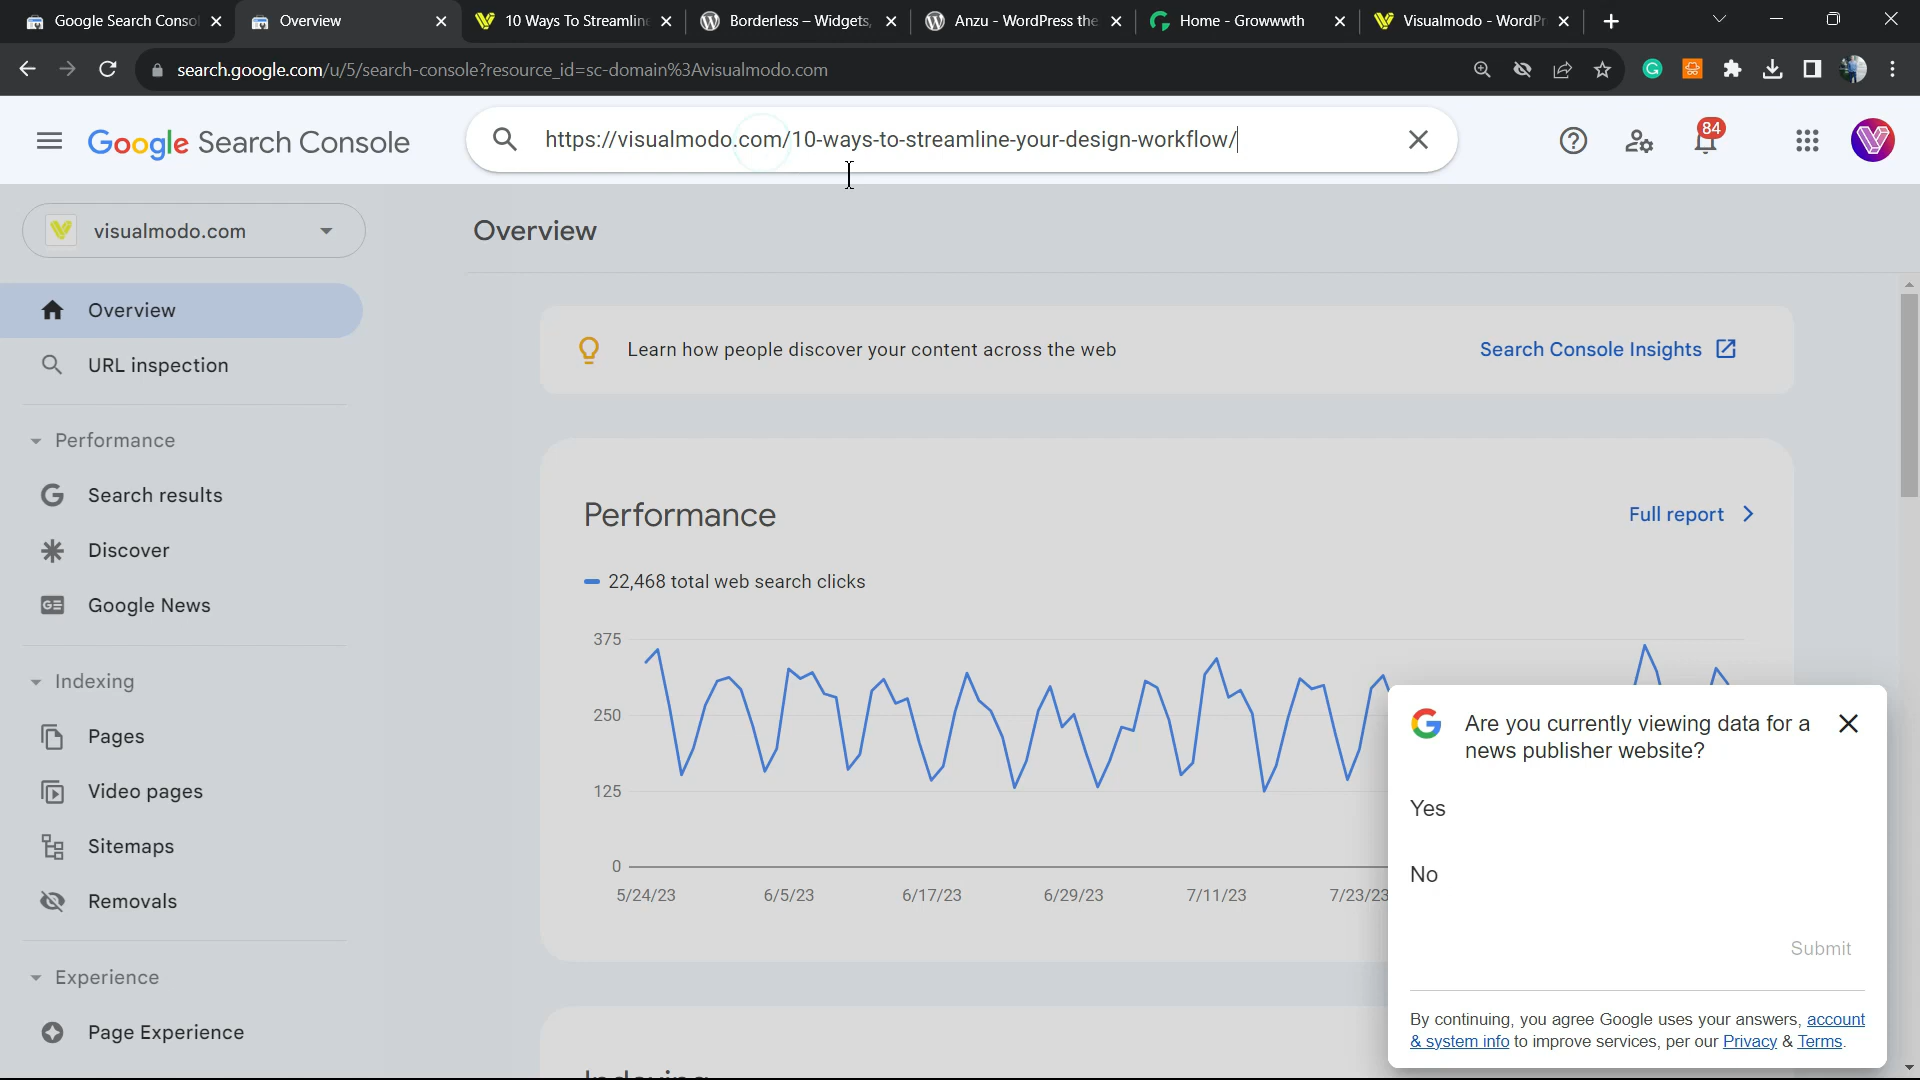 Google Search Consol
Overview
10 Ways To Streamline
Borderless – Widgets,
Anzu - WordPress the
Home - Growwwth
Visualmodo - WordPr
search.google.com/u/5/search-console?resource_id=sc-domain%3Avisualmodo.com
Google Search Console
https://visualmodo.com/10-ways-to-streamline-your-design-workflow/
84
visualmodo.com
Overview
Overview
URL inspection
Learn how people discover your content across the web
Search Console Insights
Performance
Search results
Discover
Google News
Performance
Full report
22,468 total web search clicks
375
250
125
0
5/24/23
6/5/23
6/17/23
6/29/23
7/11/23
7/23/23
Indexing
Pages
Video pages
Sitemaps
Removals
Experience
Page Experience
Indexing
Are you currently viewing data for a
news publisher website?
Yes
No
Submit
By continuing, you agree Google uses your answers, account
& system info to improve services, per our Privacy & Terms.